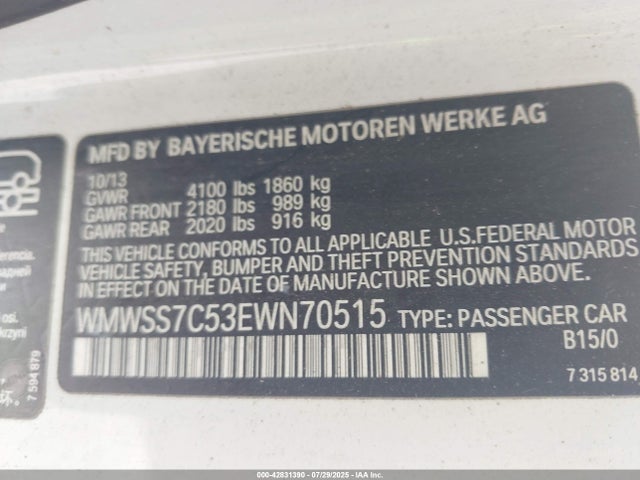 MFD BY BAYERISCHE MOTOREN WERKE AG
10/13
GVWR 4100 lbs 1860 kg
GAWR FRONT 2180 lbs 989 kg
GAWR REAR 2020 lbs 916 kg
THIS VEHICLE CONFORMS TO ALL APPLICABLE U.S.FEDERAL MOTOR
VEHICLE SAFETY, BUMPER AND THEFT PREVENTION STANDARDS
IN EFFECT ON THE DATE OF MANUFACTURE SHOWN ABOVE.
WMWSS7C53EWN70515 TYPE: PASSENGER CAR
B15/0
7 315 814
7 594 879
000-42831390 - 07/29/2025 - IAA Inc.